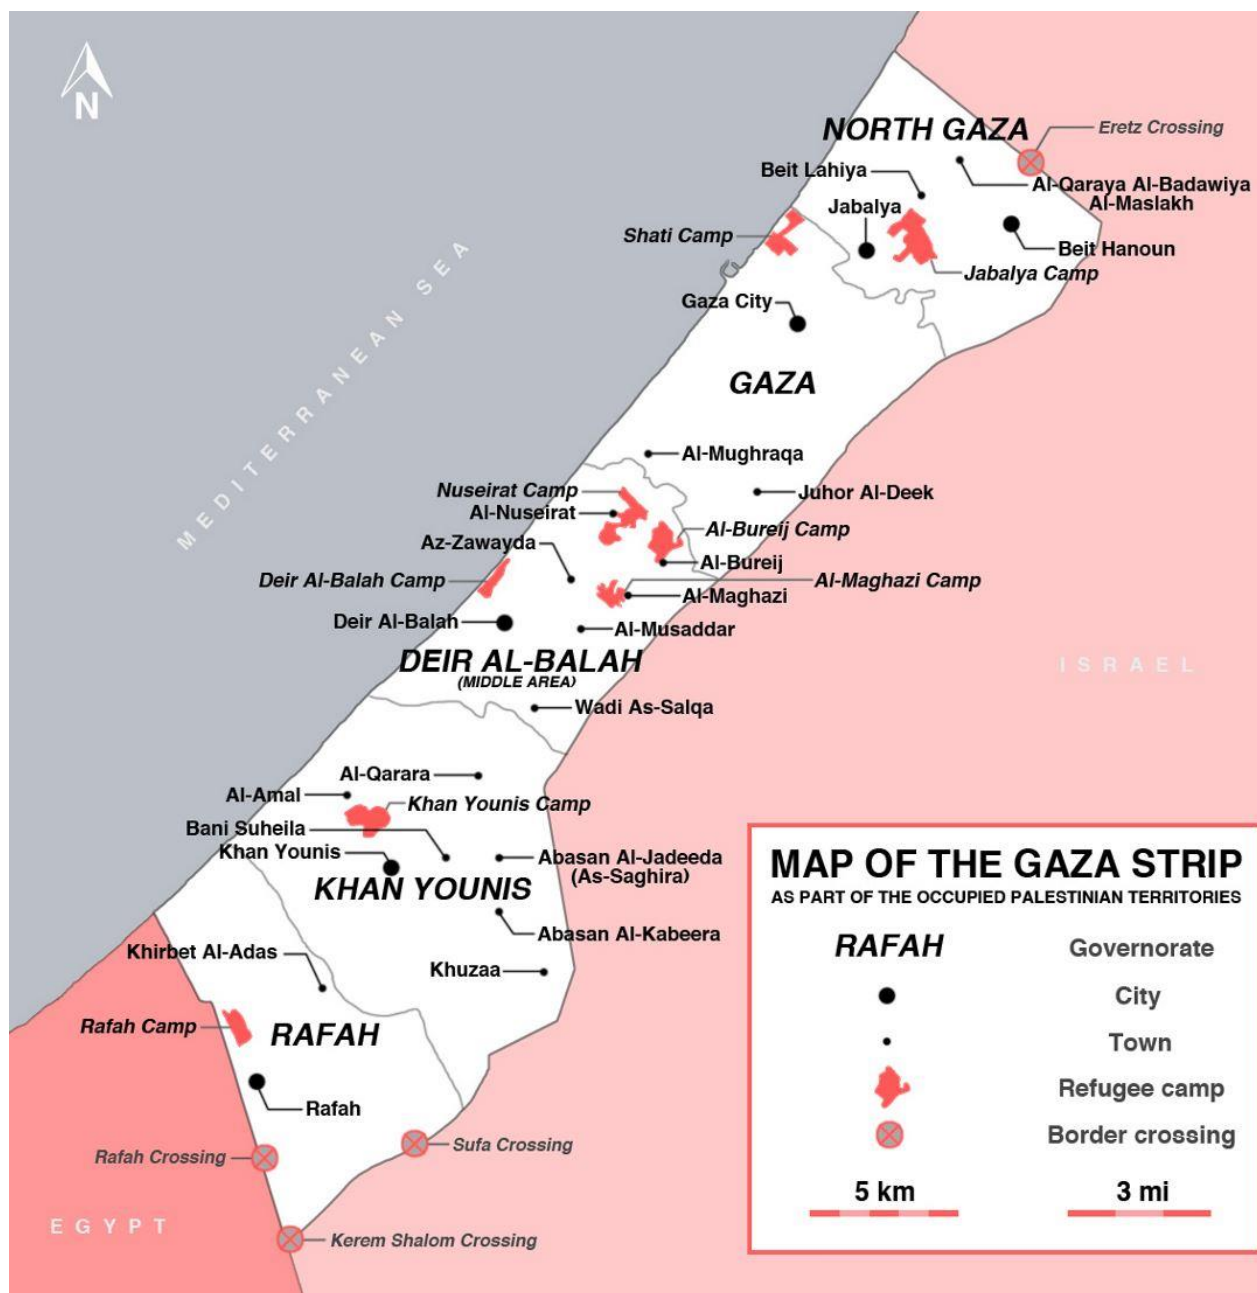 N
NORTH GAZA
Eretz Crossing
Beit Lahiya
Al-Qaraya Al-Badawiya
Al-Maslakh
Jabalya
Shati Camp
Beit Hanoun
Jabalya Camp
MEDITERRANEAN SEA
Gaza City
GAZA
Al-Mughraqa
Nuseirat Camp
Juhor Al-Deek
Al-Nuseirat
Al-Bureij Camp
Az-Zawayda
Al-Bureij
Deir Al-Balah Camp
Al-Maghazi Camp
Al-Maghazi
Deir Al-Balah
Al-Musaddar
DEIR AL-BALAH
(MIDDLE AREA)
ISRAEL
Wadi As-Salqa
Al-Qarara
Al-Amal
Khan Younis Camp
Bani Suheila
Khan Younis
Abasan Al-Jadeeda
(As-Saghira)
KHAN YOUNIS
Abasan Al-Kabeera
Khirbet Al-Adas
Khuzaa
Rafah Camp
RAFAH
Rafah
Sufa Crossing
Rafah Crossing
EGYPT
Kerem Shalom Crossing
MAP OF THE GAZA STRIP
AS PART OF THE OCCUPIED PALESTINIAN TERRITORIES
RAFAH Governorate
City
Town
Refugee camp
Border crossing
5 km 3 mi